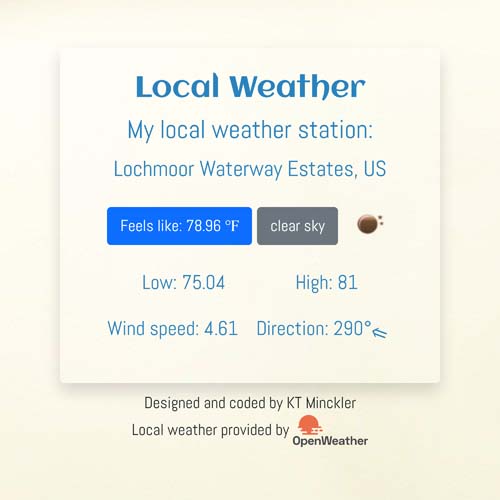 Local Weather
My local weather station:
Lochmoor Waterway Estates, US
Feels like: 78.96 °F clear sky
Low: 75.04 High: 81
Wind speed: 4.61 Direction: 290°
Designed and coded by KT Minckler
Local weather provided by OpenWeather